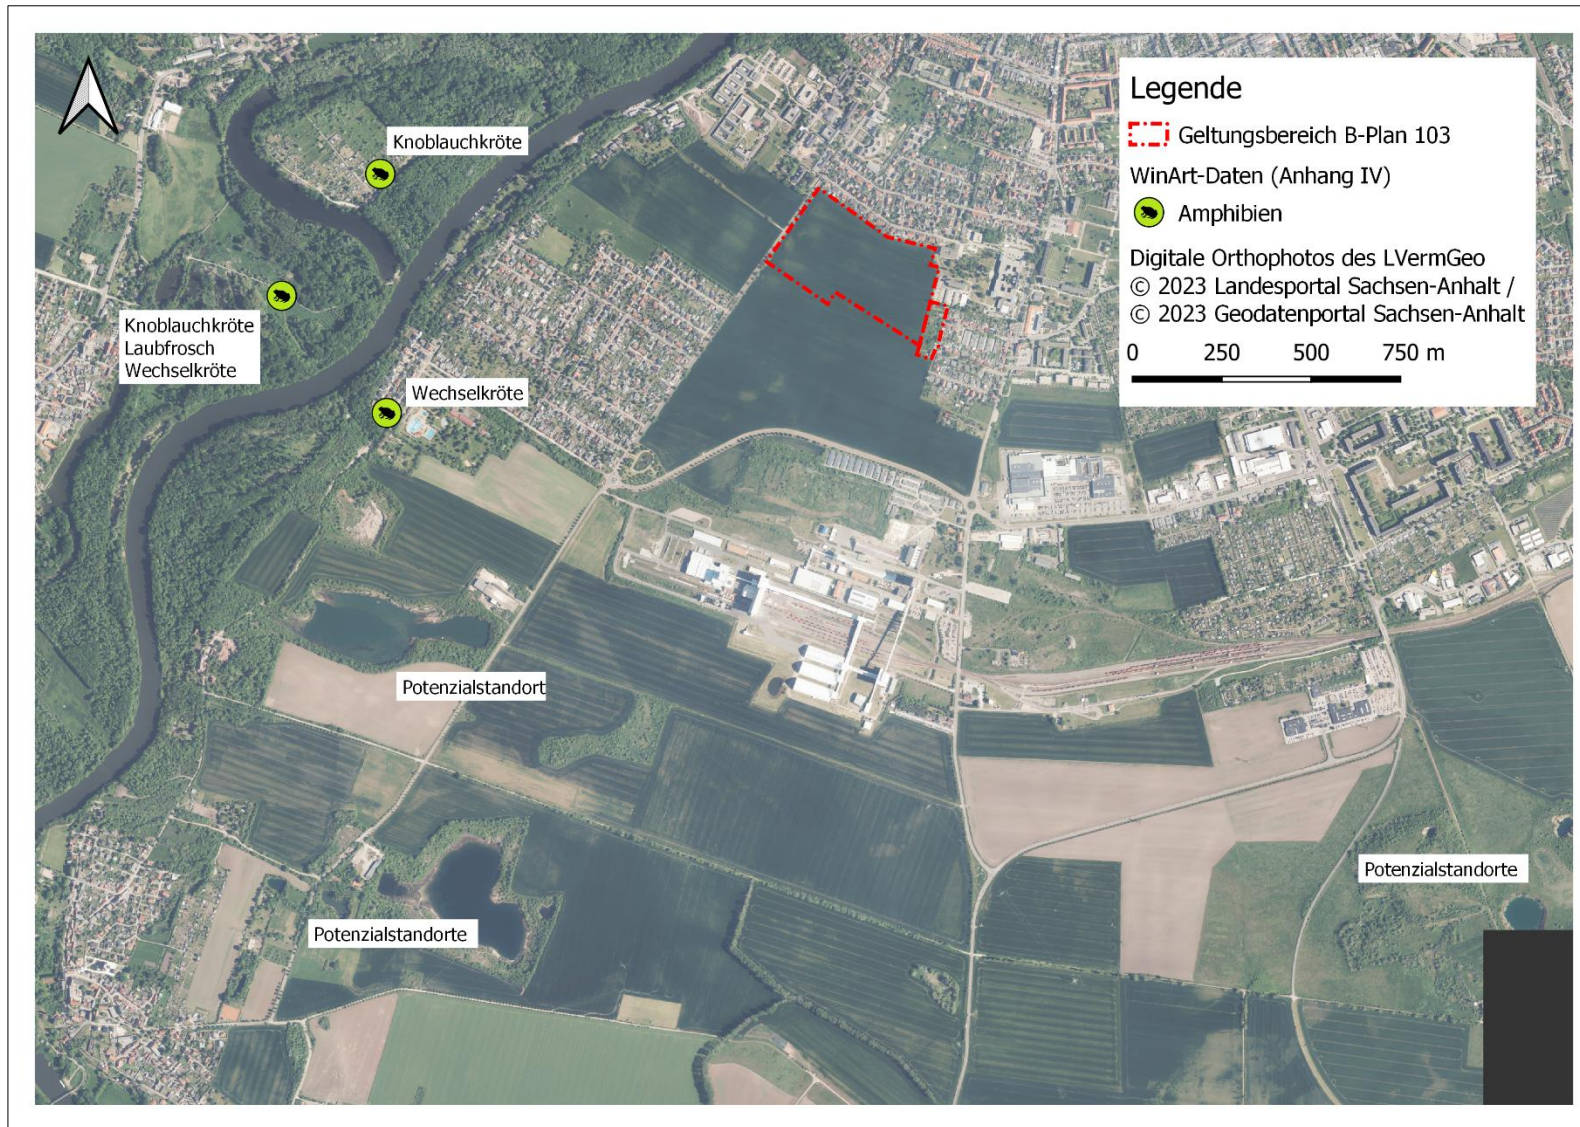 Legende
Geltungsbereich B-Plan 103
WinArt-Daten (Anhang IV)
Amphibien
Digitale Orthophotos des LVermGeo
© 2023 Landesportal Sachsen-Anhalt /
© 2023 Geodatenportal Sachsen-Anhalt
0 250 500 750 m
Knoblauchkröte
Knoblauchkröte
Laubfrosch
Wechselkröte
Wechselkröte
Potenzialstandort
Potenzialstandorte
Potenzialstandorte